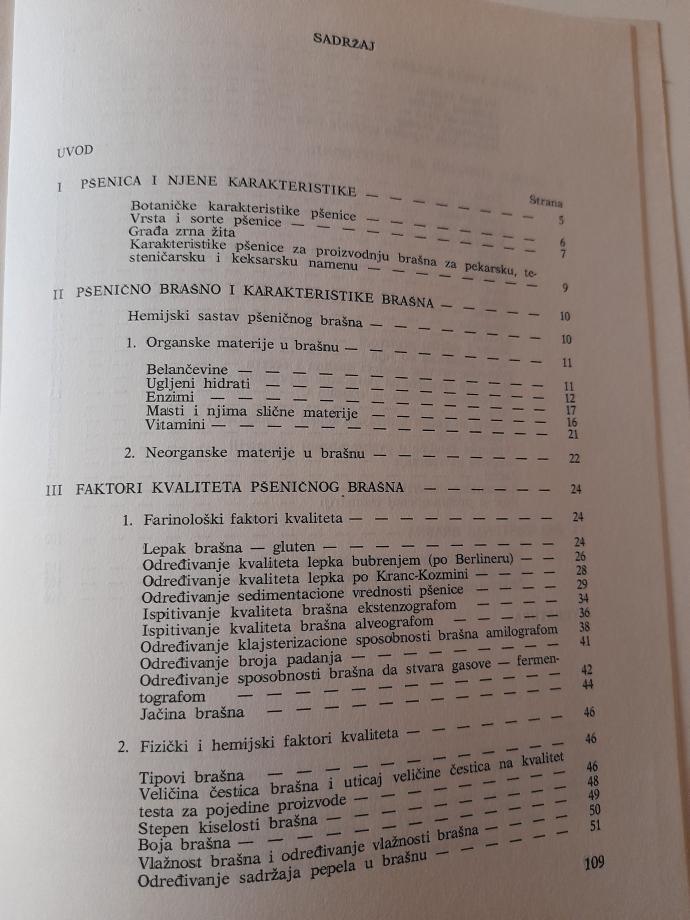 SADRŽAJ
UVOD
Strana
I PŠENICA I NJENE KARAKTERISTIKE — — — — — — — 5
Botaničke karakteristike pšenice — — — — — — — 6
Vrsta i sorte pšenice — — — — — — — — — — 7
Građa zrna žita
Karakteristike pšenice za proizvodnju brašna za pekarsku, te-
steničarsku i keksarsku namenu — — — — — — — 9
II PŠENIČNO BRAŠNO I KARAKTERISTIKE BRAŠNA — — — — 10
Hemijski sastav pšeničnog brašna — — — — — — — 10
1. Organske materije u brašnu — — — — — — — — 11
Belančevine — — — — — — — — — — — — 11
Ugljeni hidrati — — — — — — — — — — — 12
Enzimi — — — — — — — — — — — — 17
Masti i njima slične materije — — — — — — — 16
Vitamini — — — — — — — — — — — — 21
2. Neorganske materije u brašnu — — — — — — — 22
III FAKTORI KVALITETA PŠENIČNOG BRAŠNA — — — — — 24
1. Farinološki faktori kvaliteta — — — — — — — — 24
Lepak brašna — gluten — — — — — — — — — 24
Određivanje kvaliteta lepka bubrenjem (po Berlineru) — — 26
Određivanje kvaliteta lepka po Kranc-Kozmini — — — — 28
Određivanje sedimentacione vrednosti pšenice — — — — 29
Ispitivanje kvaliteta brašna ekstenzografom — — — — 34
Ispitivanje kvaliteta brašna alveografom — — — — — 36
Određivanje klajsterizacione sposobnosti brašna amilografom 38
Određivanje broja padanja — — — — — — — — 41
Određivanje sposobnosti brašna da stvara gasove — fermen-
tografom — — — — — — — — — — — — 42
Jačina brašna — — — — — — — — — — — 44
2. Fizički i hemijski faktori kvaliteta — — — — — — 46
Tipovi brašna — — — — — — — — — — — 46
Veličina čestica brašna i uticaj veličine čestica na kvalitet
testa za pojedine proizvode — — — — — — — — 46
Stepen kiselosti brašna — — — — — — — — — 48
Boja brašna — — — — — — — — — — — — 49
Vlažnost brašna i određivanje vlažnosti brašna — — — — 50
Određivanje sadržaja pepela u brašnu — — — — — — 51
109